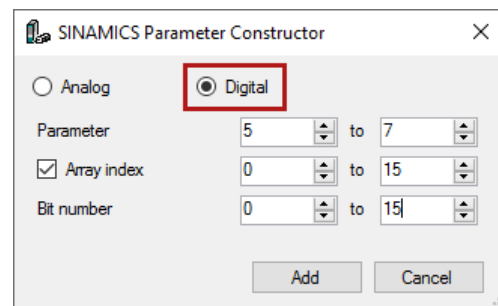 SINAMICS Parameter Constructor
Analog Digital
Parameter 5 to 7
Array index 0 to 15
Bit number 0 to 15
Add Cancel